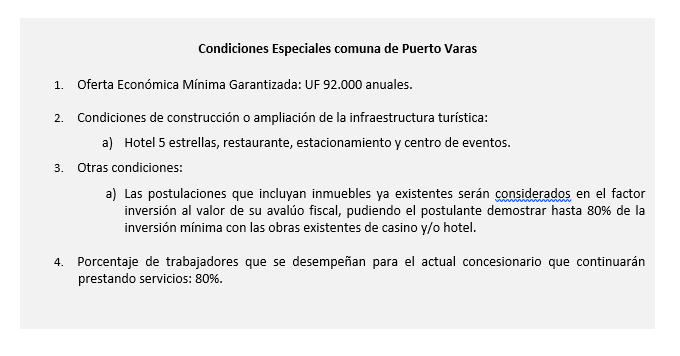 Condiciones Especiales comuna de Puerto Varas
1. Oferta Económica Mínima Garantizada: UF 92.000 anuales.
2. Condiciones de construcción o ampliación de la infraestructura turística:
a) Hotel 5 estrellas, restaurante, estacionamiento y centro de eventos.
3. Otras condiciones:
a) Las postulaciones que incluyan inmuebles ya existentes serán considerados en el factor
inversión al valor de su avalúo fiscal, pudiendo el postulante demostrar hasta 80% de la
inversión mínima con las obras existentes de casino y/o hotel.
4. Porcentaje de trabajadores que se desempeñan para el actual concesionario que continuarán
prestando servicios: 80%.